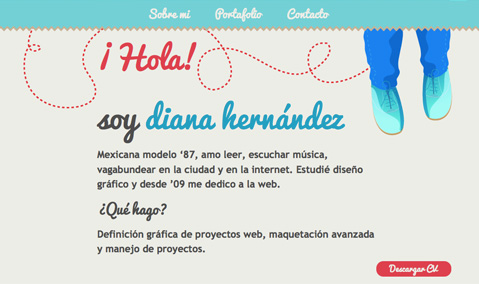 Sobre mi Portafolio Contacto
¡Hola!
soy diana hernández
Mexicana modelo ‘87, amo leer, escuchar música,
vagabundear en la ciudad y en la internet. Estudié diseño
gráfico y desde ’09 me dedico a la web.
¿Qué hago?
Definición gráfica de proyectos web, maquetación avanzada
y manejo de proyectos.
Descargar CV